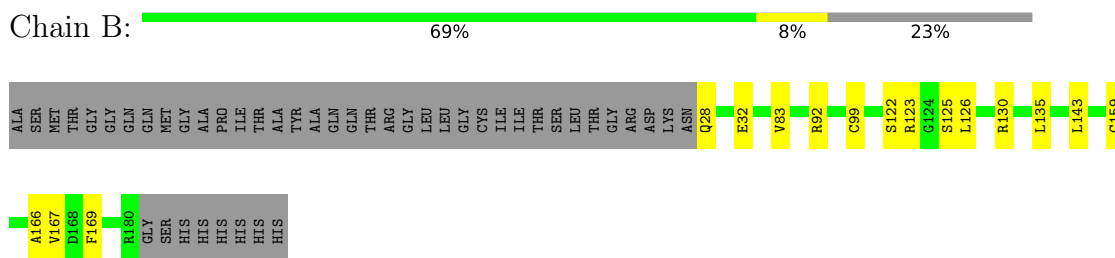 Chain B:
69% 8% 23%
ALA SER MET THR GLY GLY GLN GLN MET GLY ALA PRO ILE THR ALA TYR ALA GLN GLN THR ARG GLY LEU LEU GLY CYS ILE ILE THR SER LEU THR GLY ARG ASP LYS ASN Q28 E32 V83 R92 C99 S122 R123 G124 S125 L126 R130 L135 L143
A166 V167 D168 F169 R180 GLY SER HIS HIS HIS HIS HIS HIS